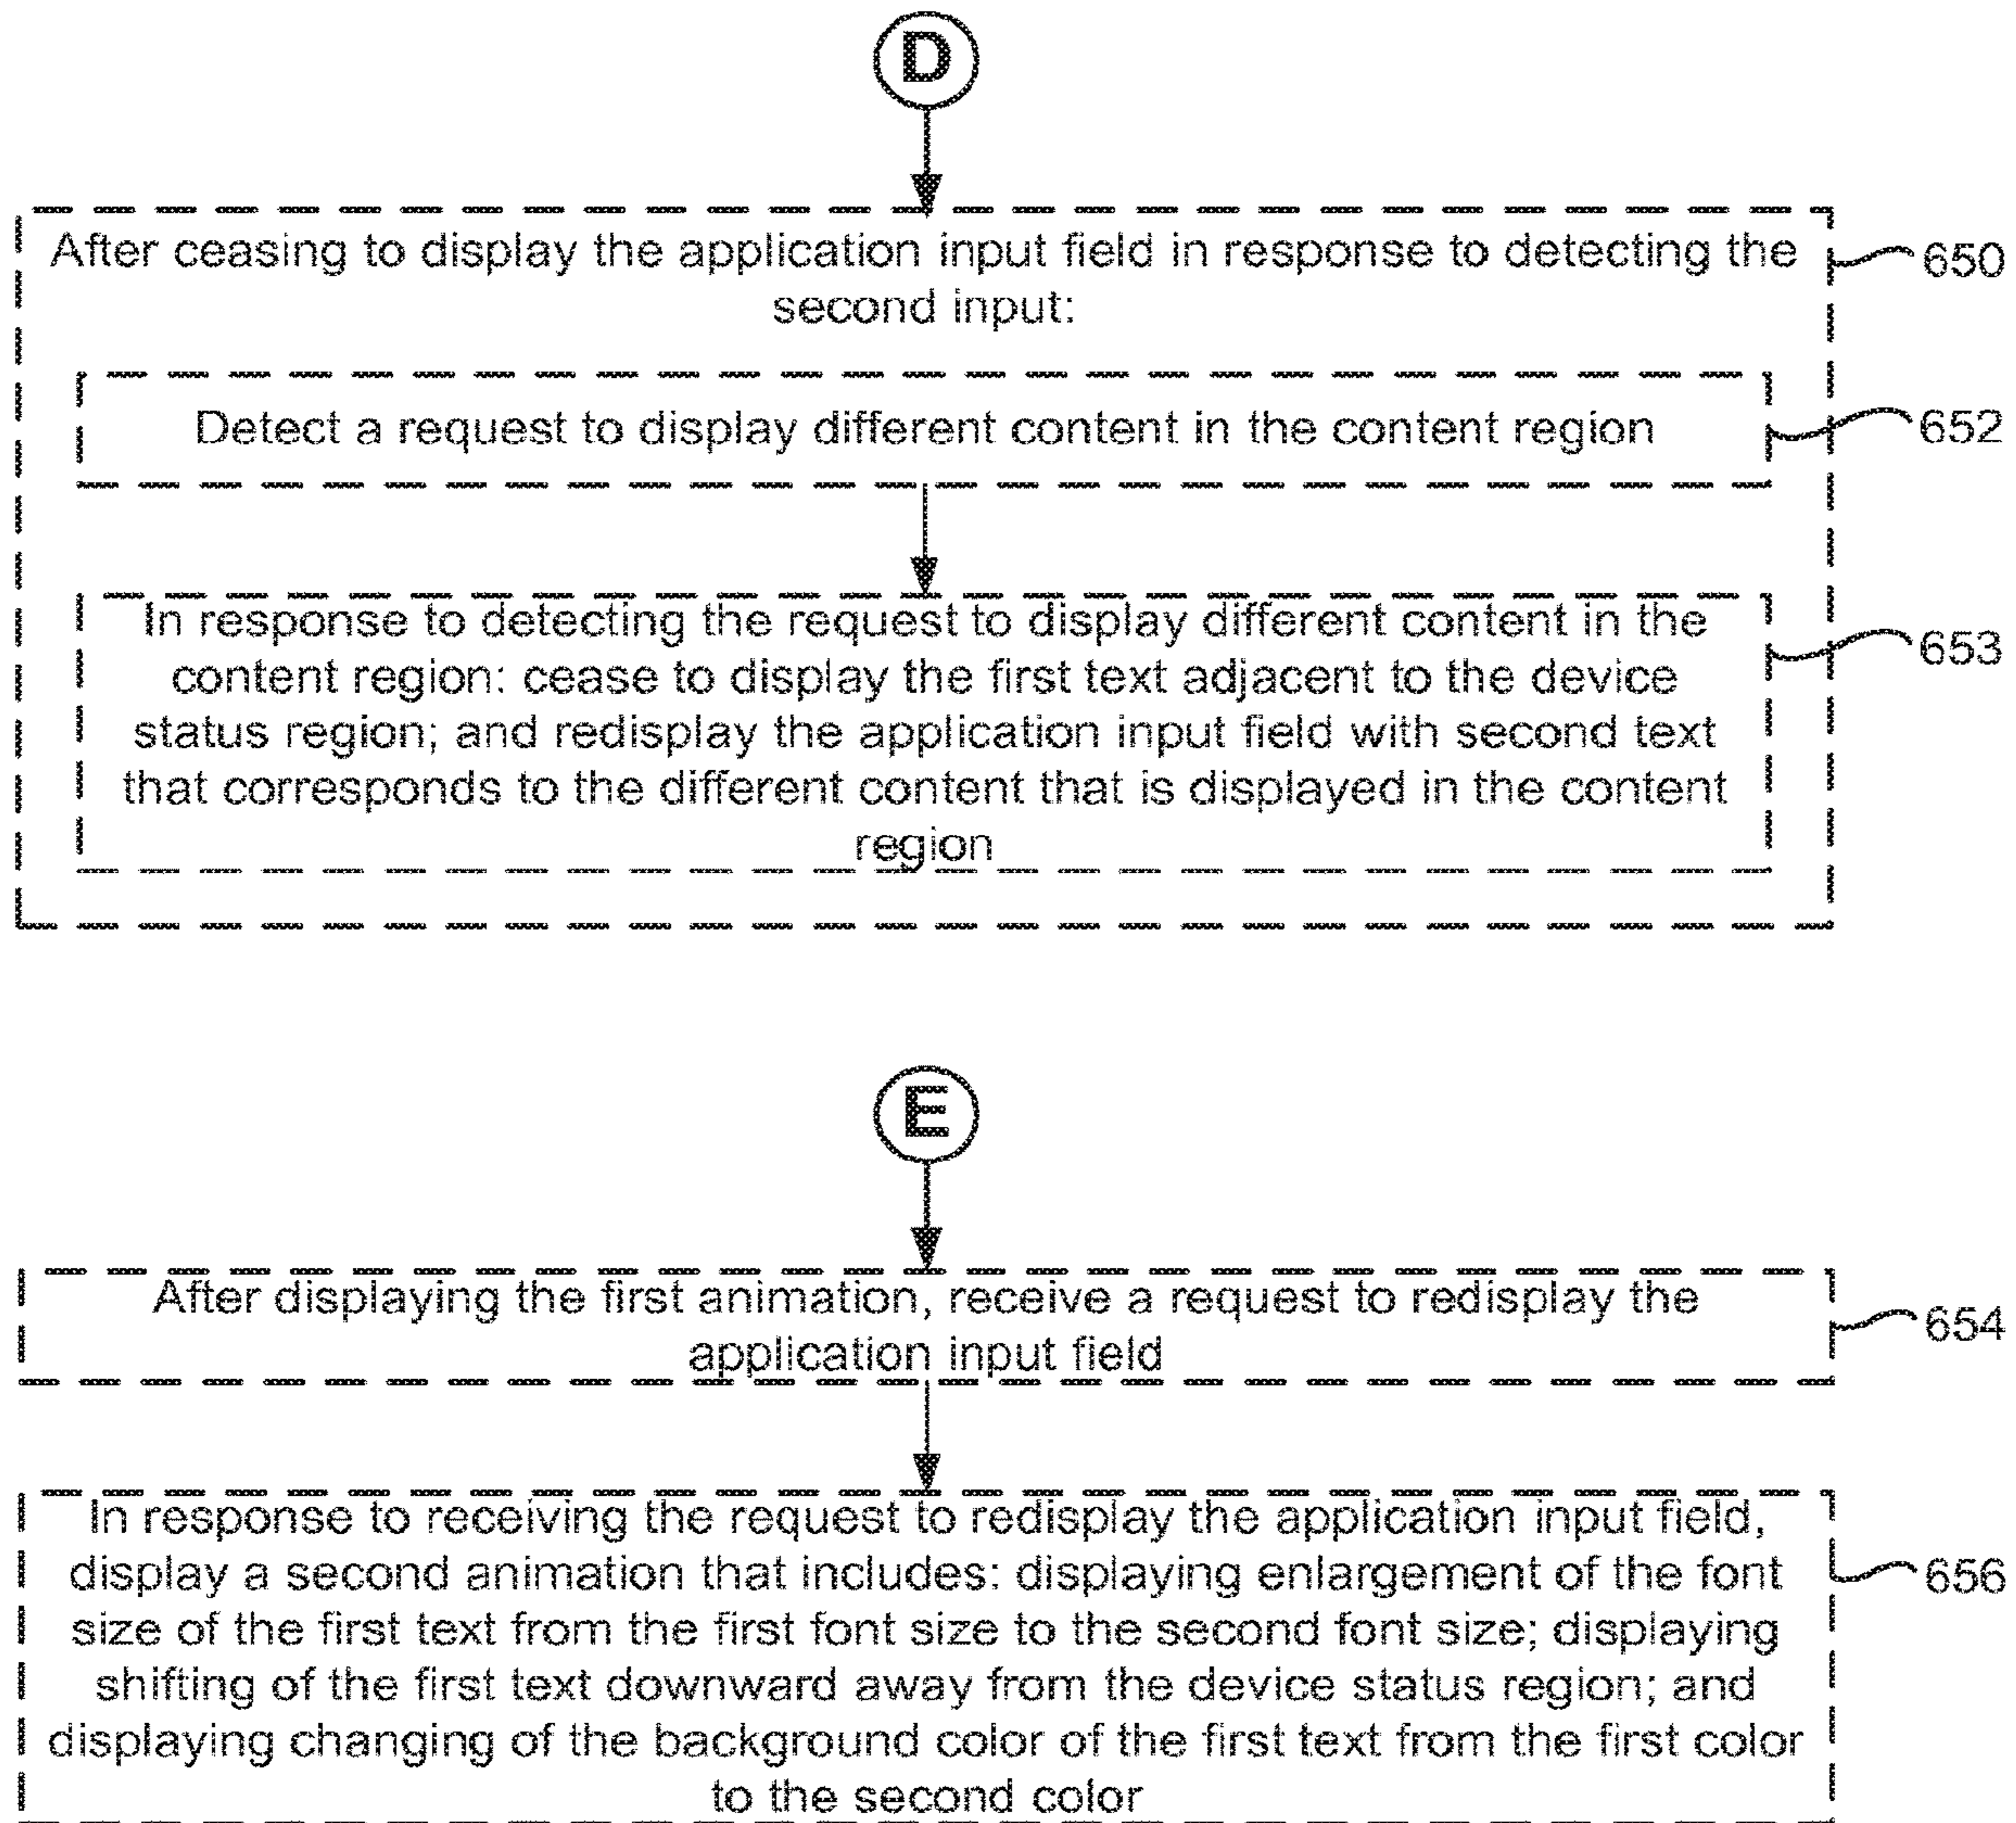 D
After ceasing to display the application input field in response to detecting the
second input:
650
Detect a request to display different content in the content region
652
In response to detecting the request to display different content in the
content region: cease to display the first text adjacent to the device
status region; and redisplay the application input field with second text
that corresponds to the different content that is displayed in the content
region
653
E
After displaying the first animation, receive a request to redisplay the
application input field
654
In response to receiving the request to redisplay the application input field,
display a second animation that includes: displaying enlargement of the font
size of the first text from the first font size to the second font size; displaying
shifting of the first text downward away from the device status region; and
displaying changing of the background color of the first text from the first color
to the second color
656